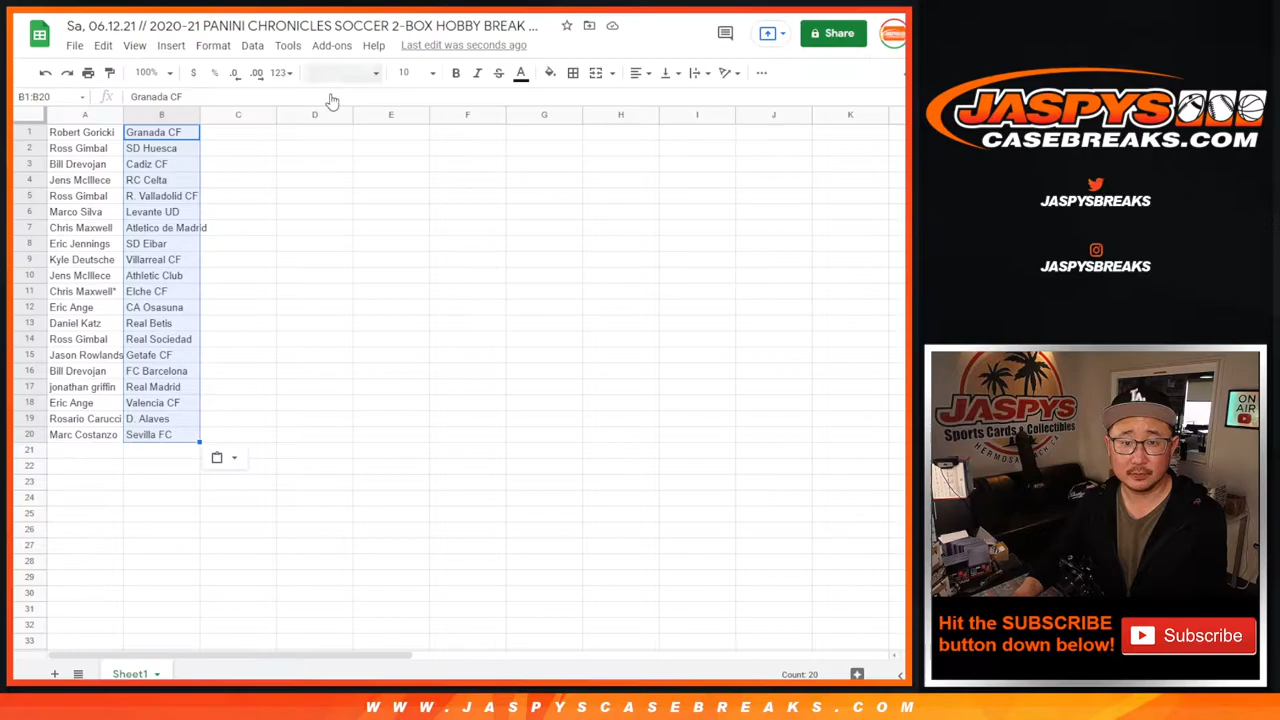 Sa, 06.12.21 // 2020-21 PANINI CHRONICLES SOCCER 2-BOX HOBBY BREAK ...
File Edit View Insert Format Data Tools Add-ons Help Last edit was seconds ago
Share
100% $ % .0 .00 123 10 B I S A
B1:B20 fx Granada CF
A B C D E F G H I J K
1 Robert Goricki Granada CF
2 Ross Gimbal SD Huesca
3 Bill Drevojan Cadiz CF
4 Jens McIllece RC Celta
5 Ross Gimbal R. Valladolid CF
6 Marco Silva Levante UD
7 Chris Maxwell Atletico de Madrid
8 Eric Jennings SD Eibar
9 Kyle Deutsche Villarreal CF
10 Jens McIllece Athletic Club
11 Chris Maxwell* Elche CF
12 Eric Ange CA Osasuna
13 Daniel Katz Real Betis
14 Ross Gimbal Real Sociedad
15 Jason Rowlands Getafe CF
16 Bill Drevojan FC Barcelona
17 jonathan griffin Real Madrid
18 Eric Ange Valencia CF
19 Rosario Carucci D. Alaves
20 Marc Costanzo Sevilla FC
21
22
23
24
25
26
27
28
29
30
31
32
33
Sheet1
Count: 20
JASPYS
CASEBREAKS.COM
JASPYSBREAKS
JASPYSBREAKS
JASPYS
Sports Cards & Collectibles
HERMOSA BEACH CA
ON
AIR
LA
Hit the SUBSCRIBE
button down below!
Subscribe
WWW.JASPYSCASEBREAKS.COM